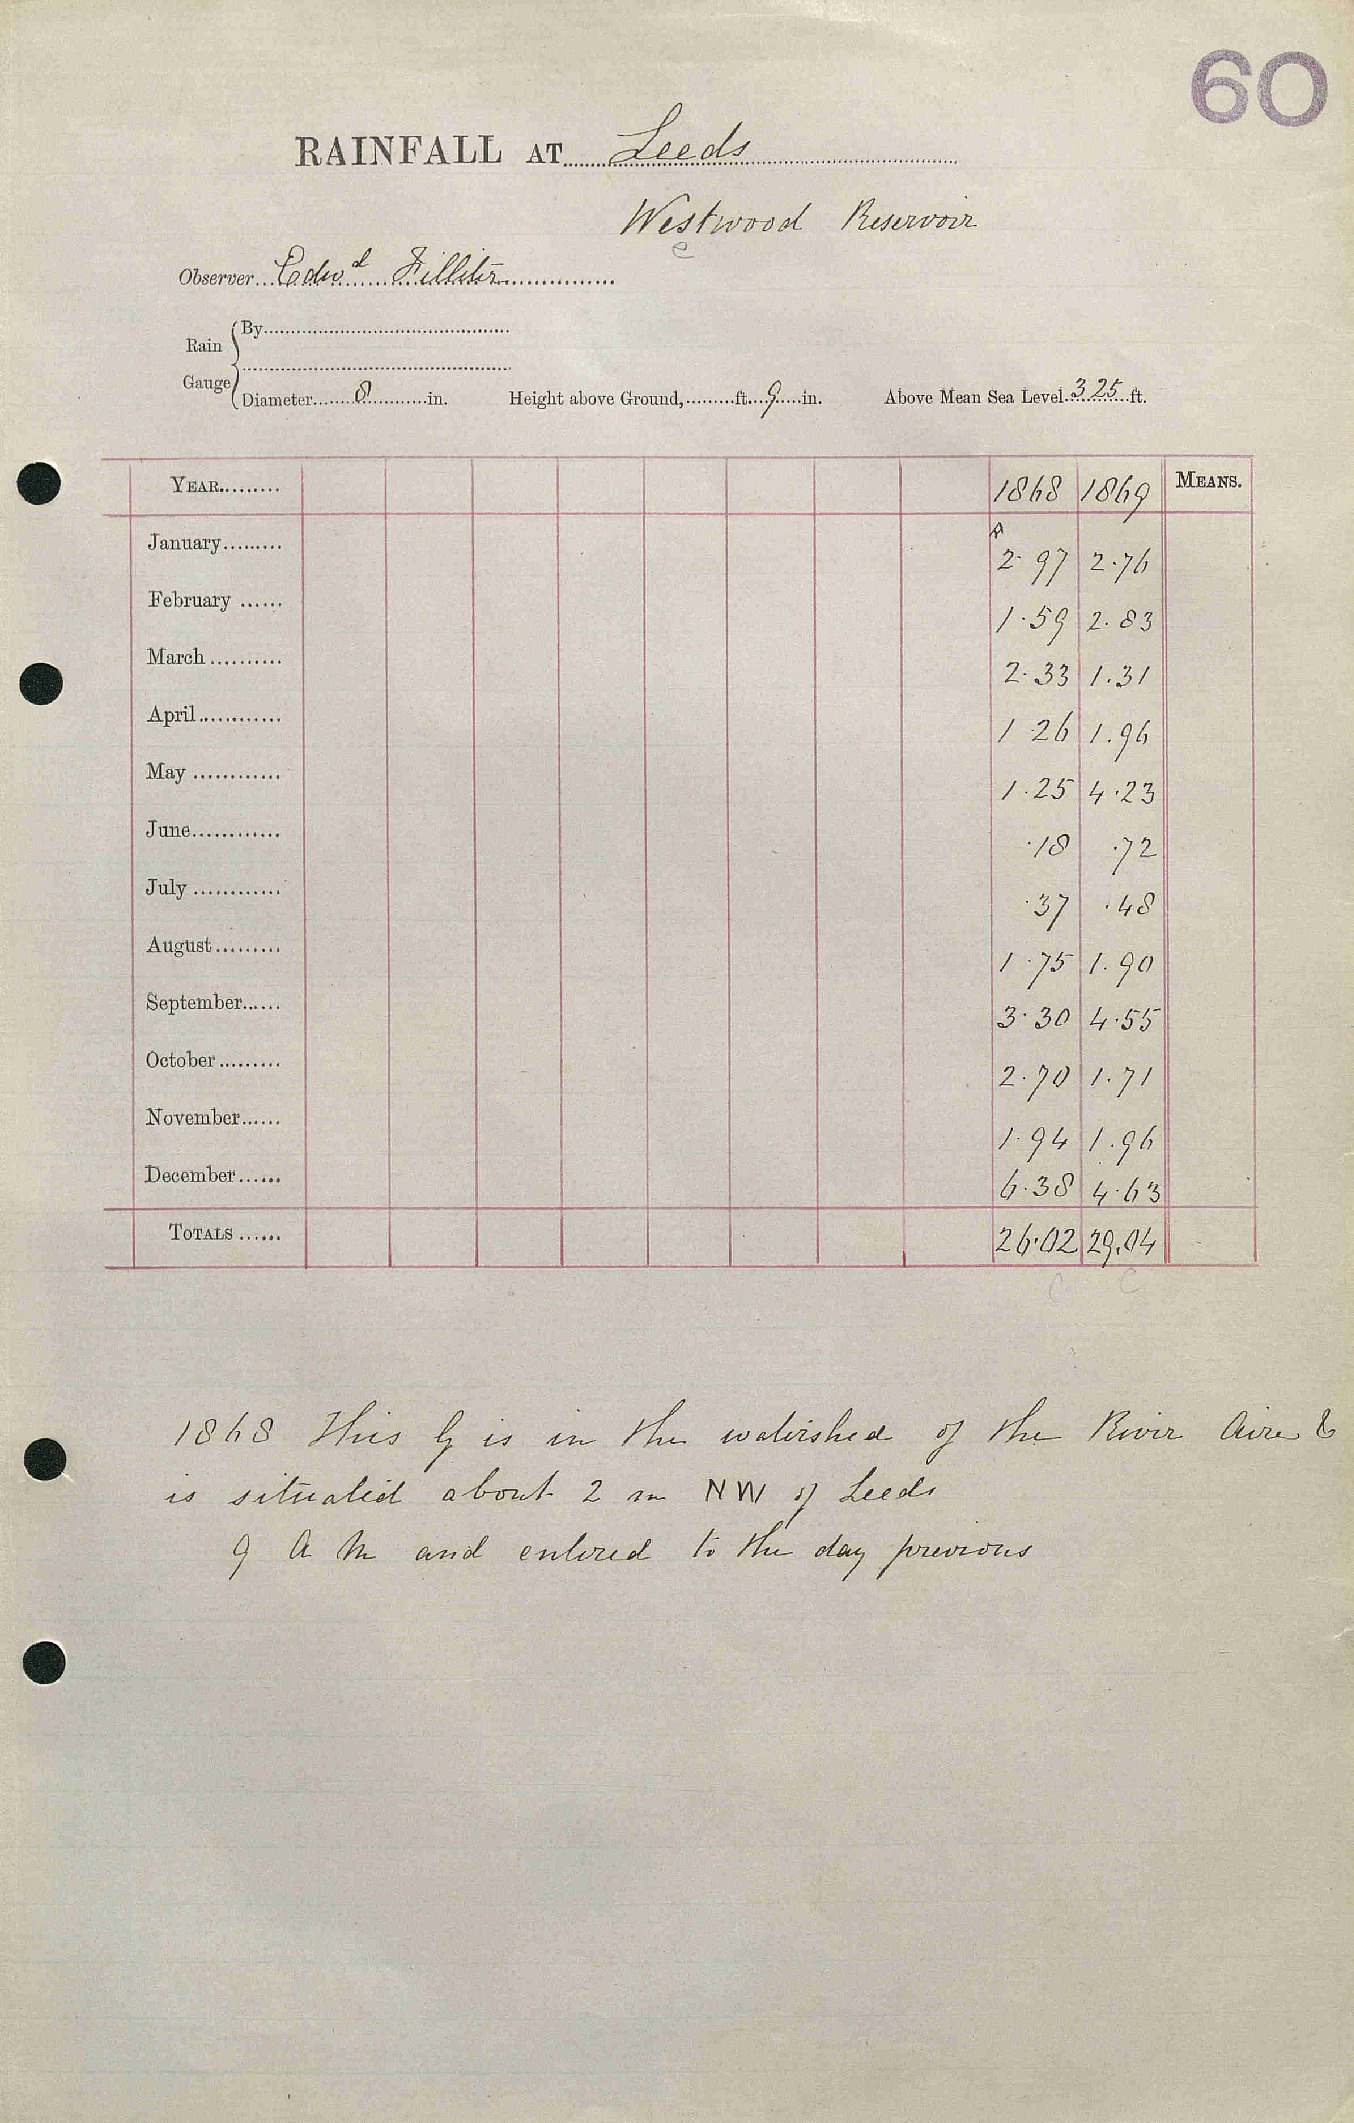 60
RAINFALL AT Leeds
Westwood Reservoir
e
Observer Edwd Filliter
Rain Gauge
By
Diameter 8 in. Height above Ground, ft. 9 in. Above Mean Sea Level 325 ft.
YEAR 1868 1869 MEANS.
January 2.97 2.76
February 1.59 2.83
March 2.33 1.31
April 1 26 1.96
May 1.25 4.23
June .18 .72
July .37 .48
August 1.75 1.90
September 3.30 4.55
October 2.70 1.71
November 1.94 1.96
December 6.38 4.63
TOTALS 26.02 29.04
C C
1868 This G is in the watershed of the River Aire &
is situated about 2 m NW of Leeds
9 A M and entered to the day previous